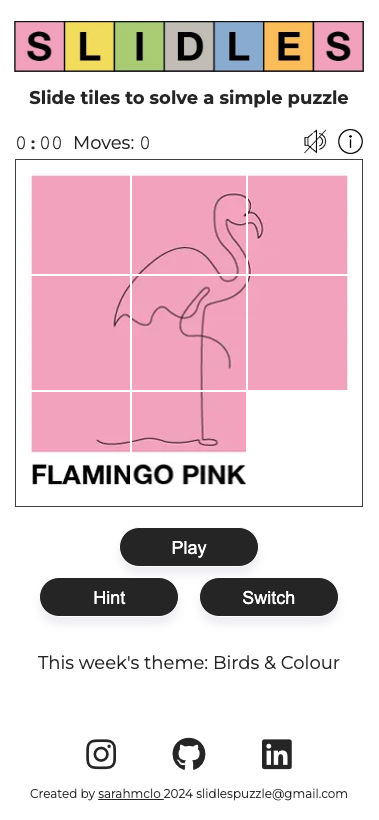 SLIDLES
Slide tiles to solve a simple puzzle
0:00 Moves: 0
FLAMINGO PINK
Play
Hint Switch
This week's theme: Birds & Colour
Created by sarahmclo 2024 slidlespuzzle@gmail.com